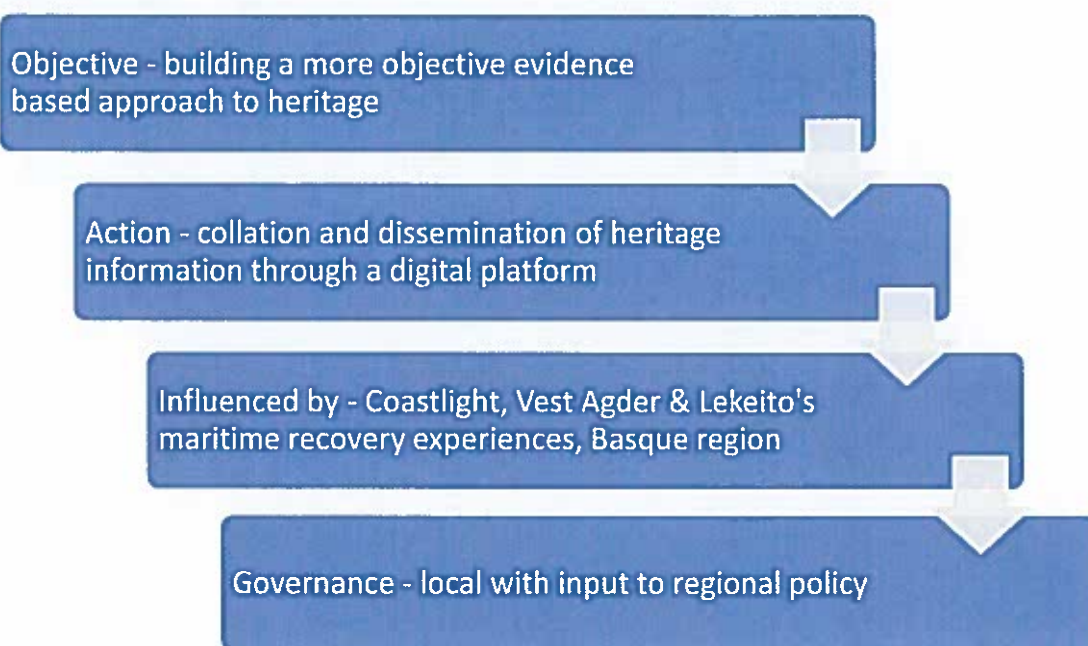 Objective - building a more objective evidence
based approach to heritage
Action - collation and dissemination of heritage
information through a digital platform
Influenced by - Coastlight, Vest Agder & Lekeito's
maritime recovery experiences, Basque region
Governance - local with input to regional policy